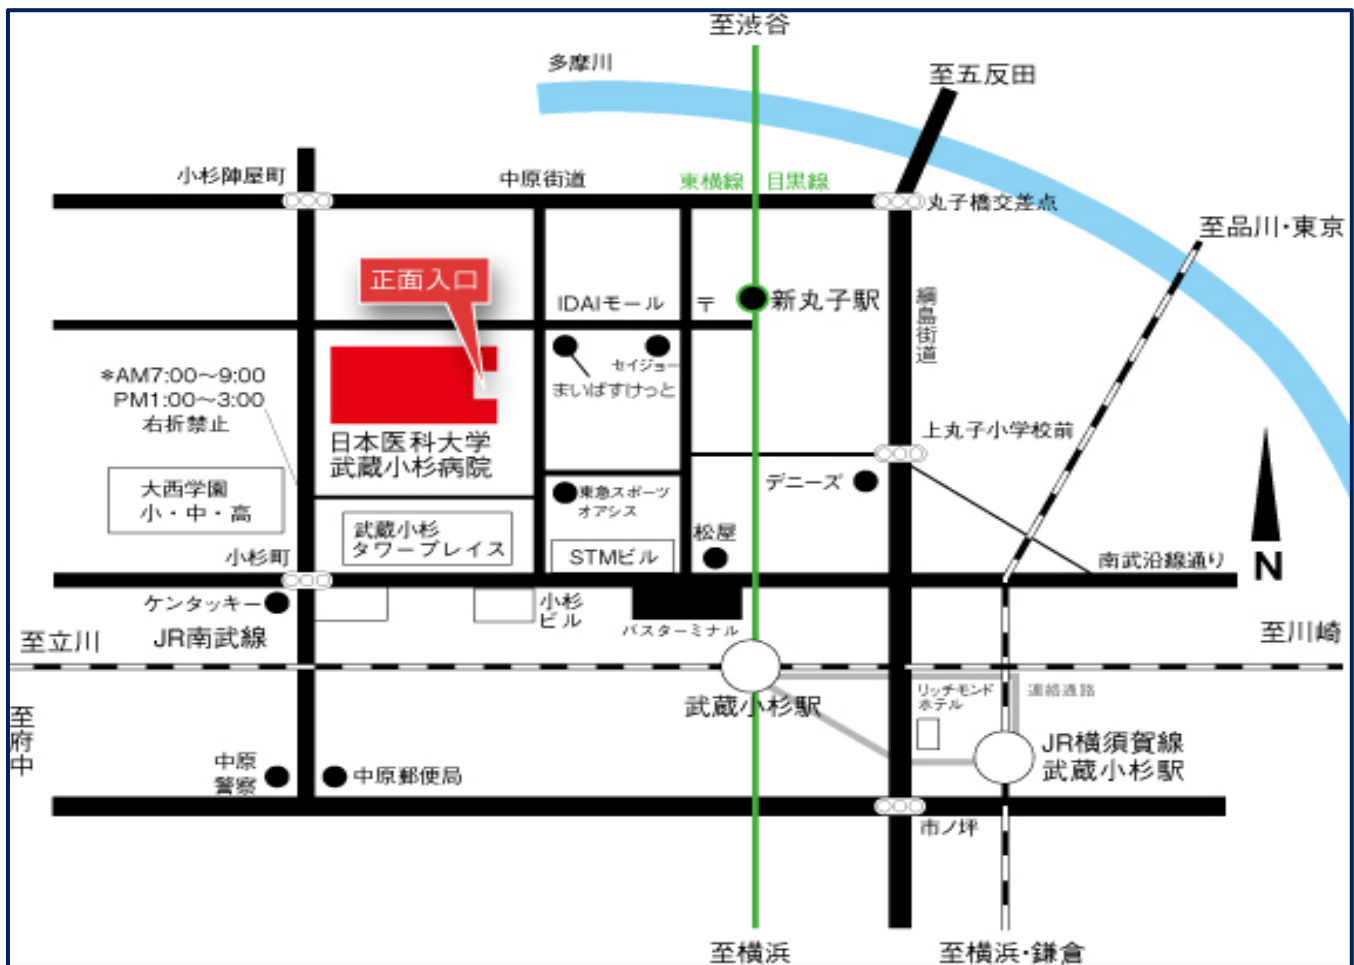 至渋谷
多摩川
至五反田
小杉陣屋町
中原街道
東横線
目黒線
丸子橋交差点
至品川・東京
正面入口
IDAIモール
〒
新丸子駅
綱島街道
セイジョー
まいばすけっと
*AM7:00〜9:00
PM1:00〜3:00
右折禁止
日本医科大学
武蔵小杉病院
上丸子小学校前
デニーズ
大西学園
小・中・高
東急スポーツ
オアシス
武蔵小杉
タワープレイス
松屋
STMビル
小杉町
南武沿線通り
N
ケンタッキー
小杉
ビル
バスターミナル
至立川
JR南武線
至川崎
武蔵小杉駅
リッチモンド
ホテル
連絡通路
至府中
JR横須賀線
武蔵小杉駅
中原
警察
中原郵便局
市ノ坪
至横浜
至横浜・鎌倉